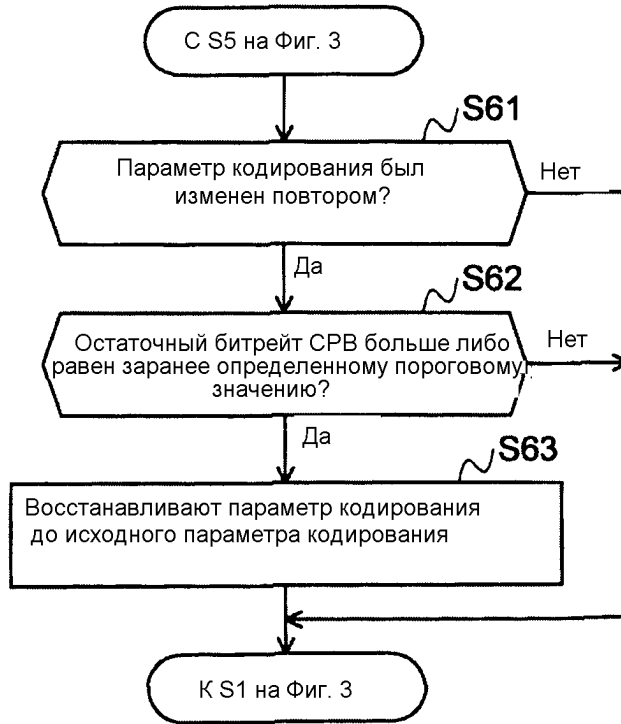 С S5 на Фиг. 3
S61
Параметр кодирования был
изменен повтором?
Нет
Да
S62
Остаточный битрейт СРВ больше либо
равен заранее определенному пороговому
значению?
Нет
Да
S63
Восстанавливают параметр кодирования
до исходного параметра кодирования
К S1 на Фиг. 3